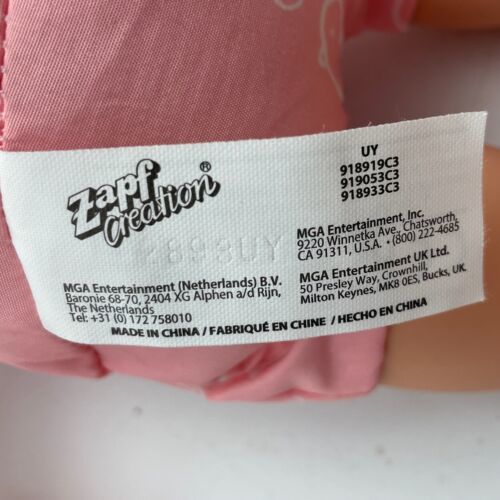 Zapf
Creation®
UY
918919C3
919053C3
918933C3
MGA Entertainment, Inc.
9220 Winnetka Ave., Chatsworth,
CA 91311, U.S.A. • (800) 222-4685
MGA Entertainment UK Ltd.
50 Presley Way, Crownhill,
Milton Keynes, MK8 0ES, Bucks, UK.
MGA Entertainment (Netherlands) B.V.
Baronie 68-70, 2404 XG Alphen a/d Rijn,
The Netherlands
Tel: +31 (0) 172 758010
MADE IN CHINA / FABRIQUÉ EN CHINE / HECHO EN CHINA